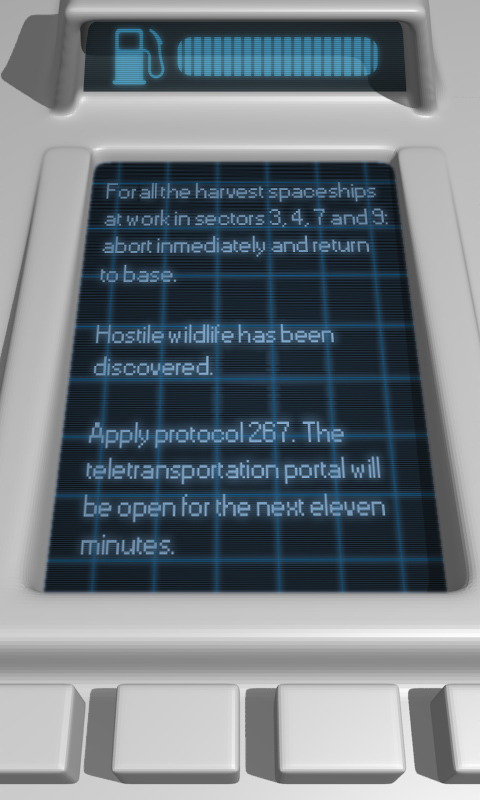 For all the harvest spaceships
at work in sectors 3, 4, 7 and 9:
abort inmediately and return
to base.
Hostile wildlife has been
discovered.
Apply protocol 267. The
teletransportation portal will
be open for the next eleven
minutes.